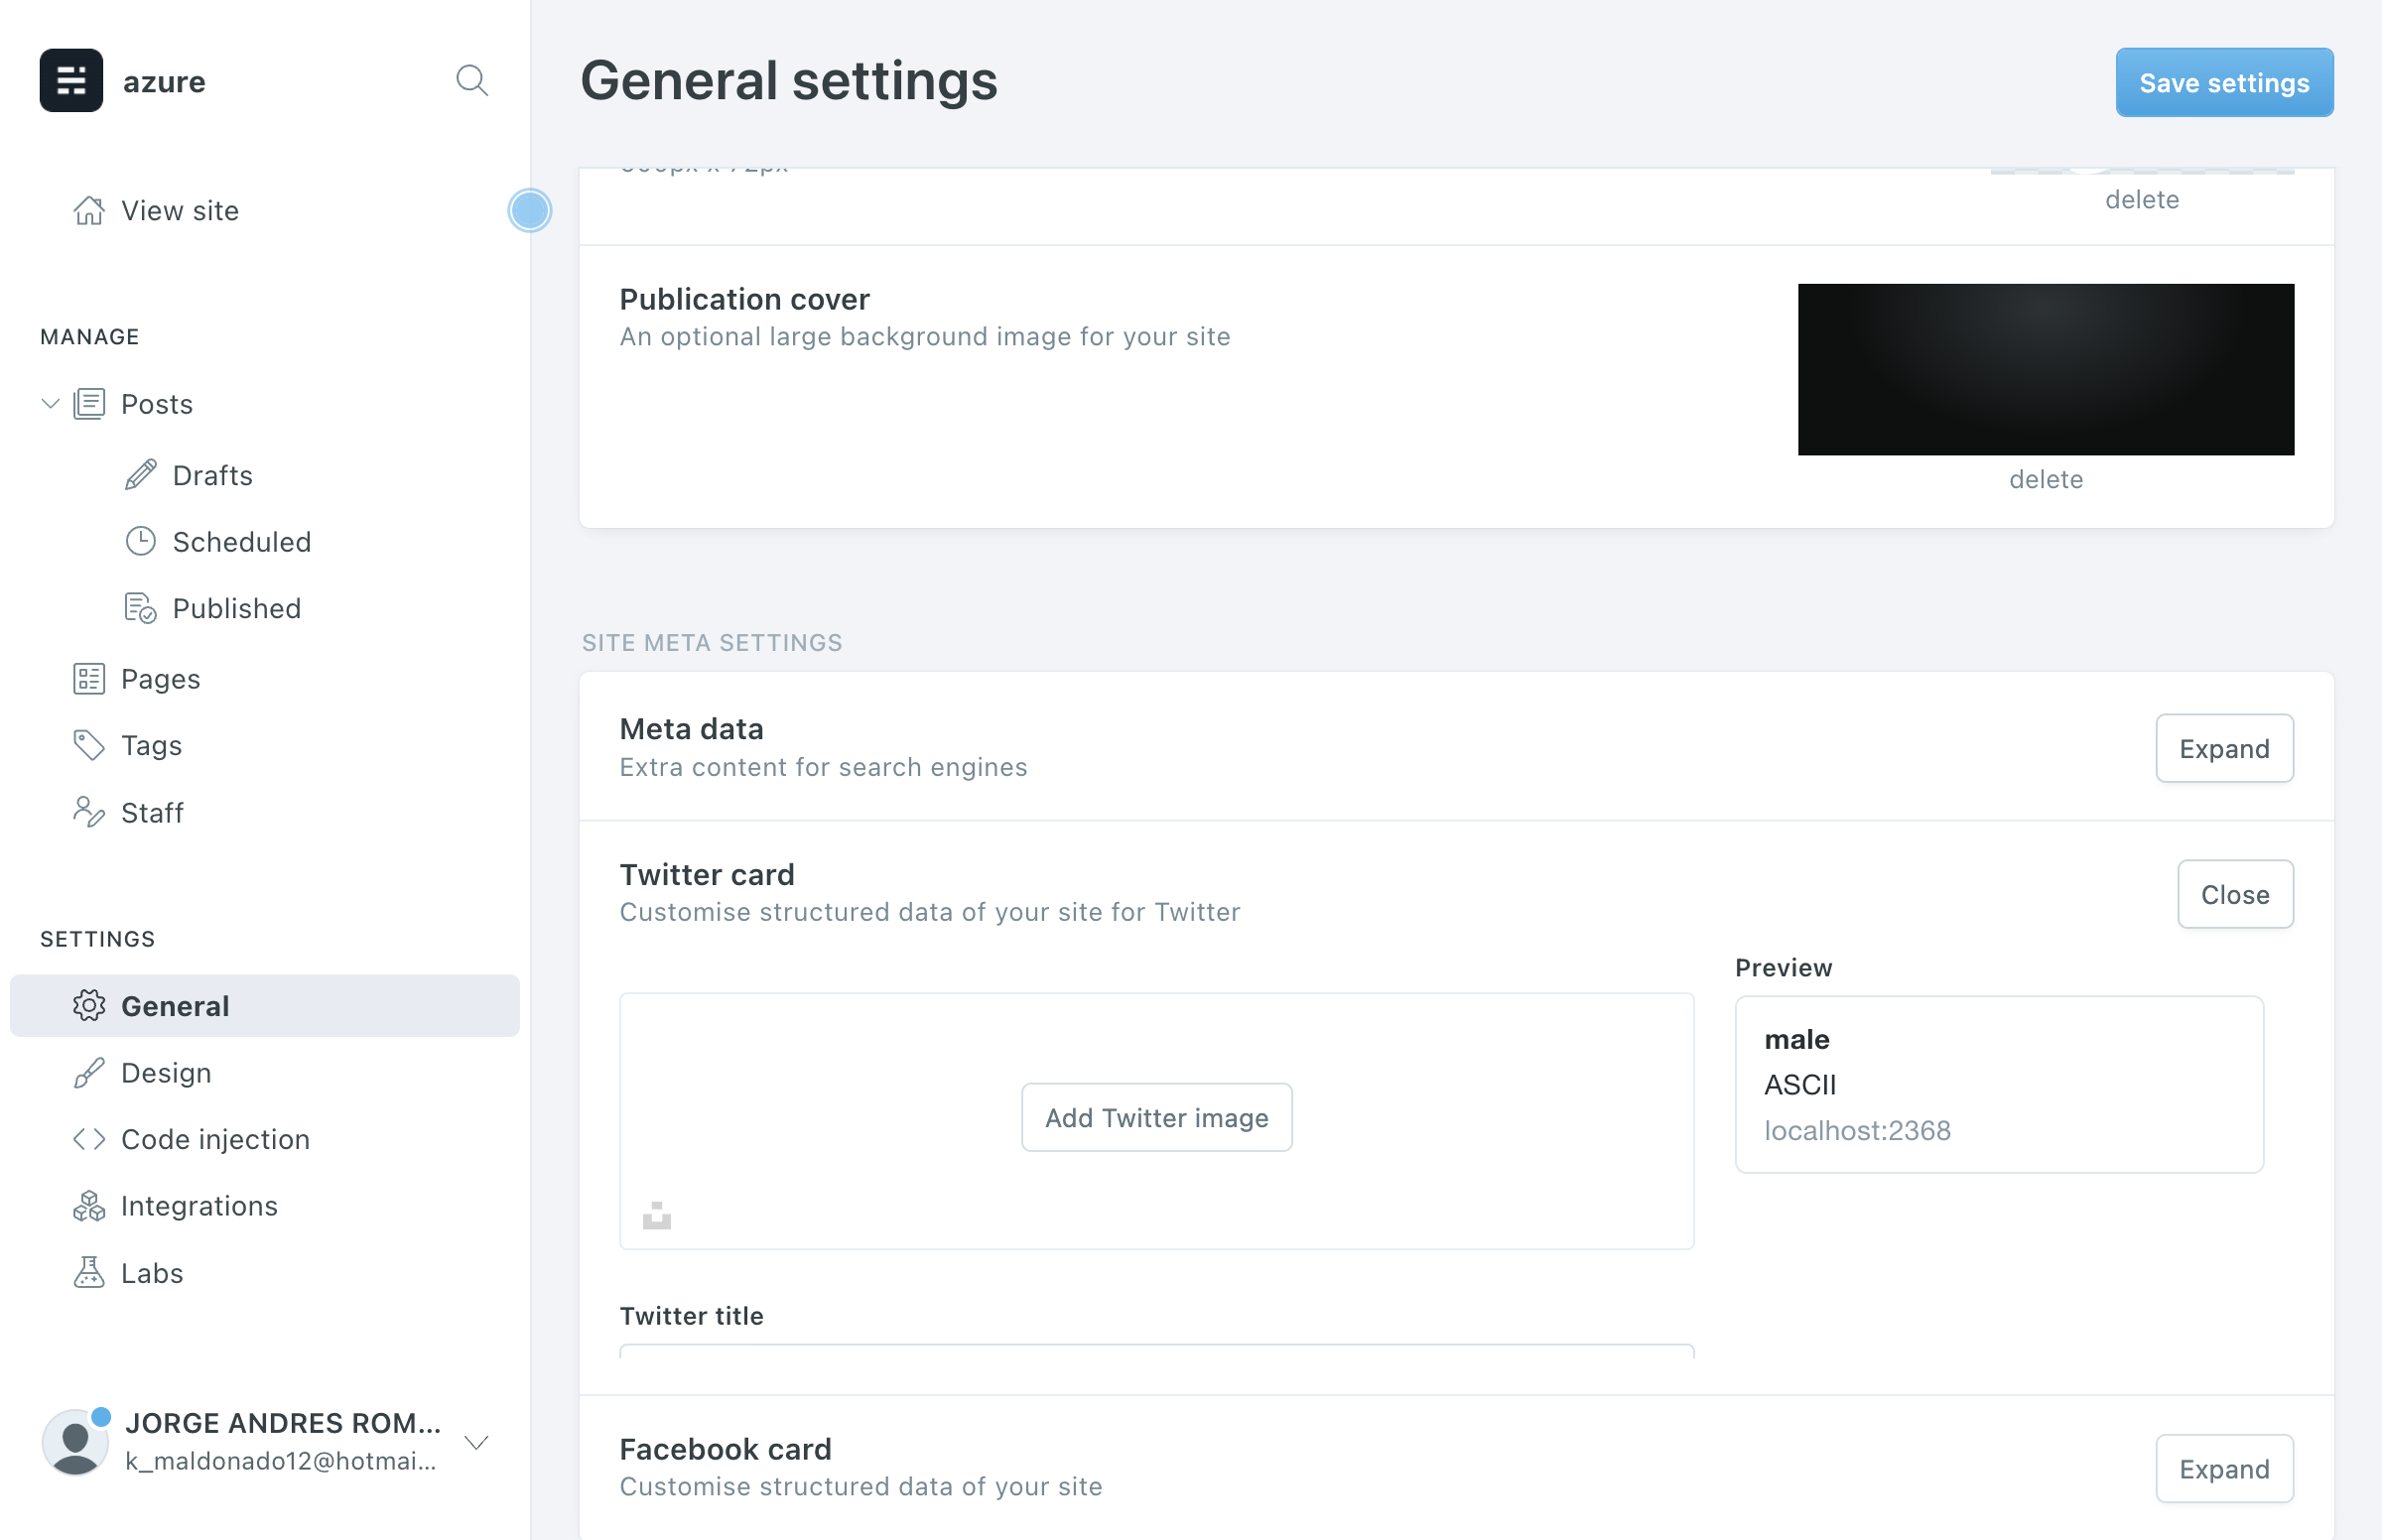 azure
View site
MANAGE
Posts
Drafts
Scheduled
Published
Pages
Tags
Staff
SETTINGS
General
Design
Code injection
Integrations
Labs
JORGE ANDRES ROM...
k_maldonado12@hotmai...
General settings
Save settings
delete
Publication cover
An optional large background image for your site
delete
SITE META SETTINGS
Meta data
Extra content for search engines
Expand
Twitter card
Customise structured data of your site for Twitter
Close
Add Twitter image
Preview
male
ASCII
localhost:2368
Twitter title
Facebook card
Customise structured data of your site
Expand